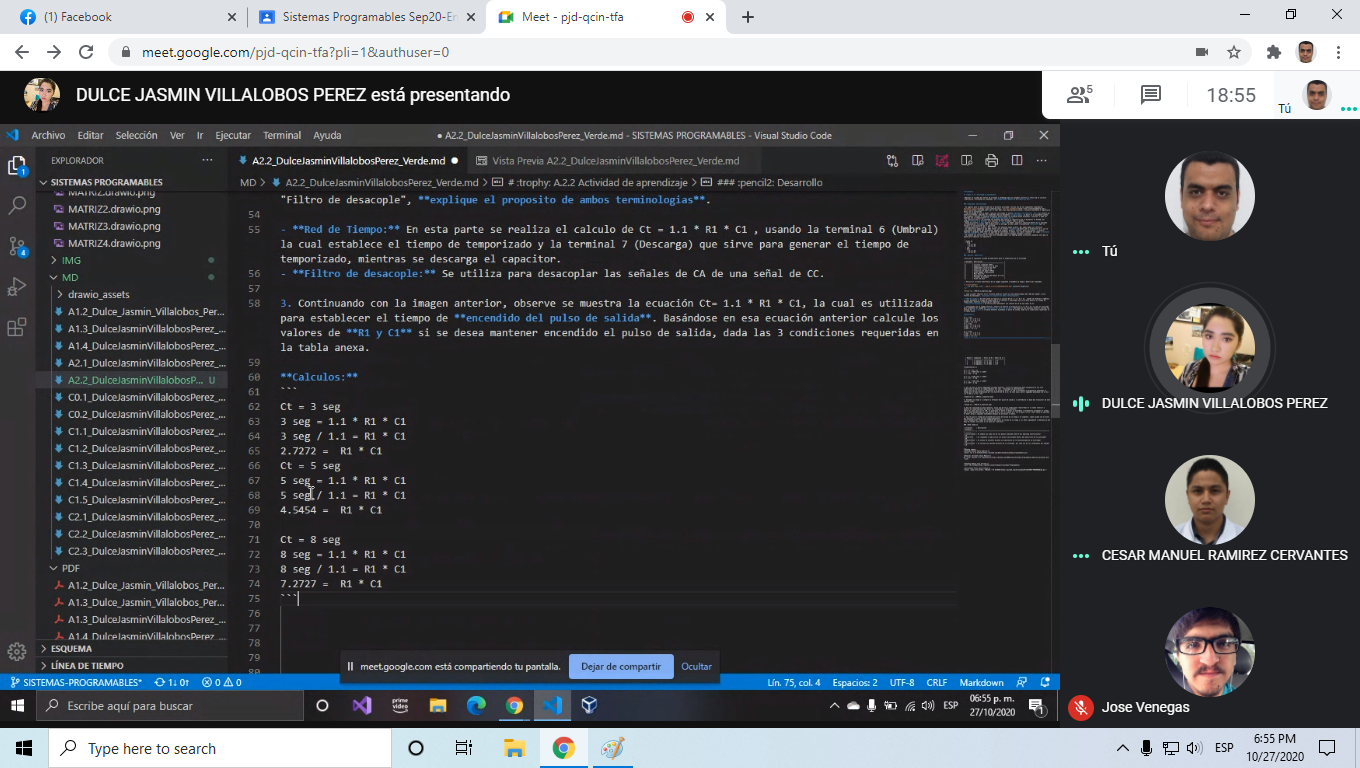 (1) Facebook
Sistemas Programables Sep20-En
Meet - pjd-qcin-tfa
meet.google.com/pjd-qcin-tfa?pli=1&authuser=0
DULCE JASMIN VILLALOBOS PEREZ está presentando
5
18:55
Tú
Archivo Editar Selección Ver Ir Ejecutar Terminal Ayuda
● A2.2_DulceJasminVillalobosPerez_Verde.md - SISTEMAS PROGRAMABLES - Visual Studio Code
EXPLORADOR
A2.2_DulceJasminVillalobosPerez_Verde.md ●
Vista Previa A2.2_DulceJasminVillalobosPerez_Verde.md
SISTEMAS PROGRAMABLES
MATRIZ2.drawio.png
MATRIZ3.drawio.png
MATRIZ4.drawio.png
IMG
MD
drawio_assets
A1.2_Dulce_Jasmin_Villalobos_Per...
A1.3_DulceJasminVillalobosPerez_...
A1.4_DulceJasminVillalobosPerez_...
A2.1_DulceJasminVillalobosPerez_...
A2.2_DulceJasminVillalobosP... U
C0.1_DulceJasminVillalobosPerez_...
C0.2_DulceJasminVillalobosPerez_...
C1.1_DulceJasminVillalobosPerez_...
C1.2_DulceJasminVillalobosPerez_...
C1.3_DulceJasminVillalobosPerez_...
C1.4_DulceJasminVillalobosPerez_...
C1.5_DulceJasminVillalobosPerez_...
C2.1_DulceJasminVillalobosPerez_...
C2.2_DulceJasminVillalobosPerez_...
C2.3_DulceJasminVillalobosPerez_...
PDF
A1.2_Dulce_Jasmin_Villalobos_Per...
A1.3_Dulce_Jasmin_Villalobos_Per...
A1.3_DulceJasminVillalobosPerez_...
A1.4_DulceJasminVillalobosPerez_...
ESQUEMA
LÍNEA DE TIEMPO
MD > A2.2_DulceJasminVillalobosPerez_Verde.md > # :trophy: A.2.2 Actividad de aprendizaje > ### :pencil2: Desarrollo
"Filtro de desacople", **explique el proposito de ambos terminologias**.
54
55 - **Red de Tiempo:** En esta parte se realiza el calculo de Ct = 1.1 * R1 * C1 , usando la terminal 6 (Umbral)
la cual establece el tiempo de temporizado y la terminal 7 (Descarga) que sirve para generar el tiempo de
temporizado, mientras se descarga el capacitor.
56 - **Filtro de desacople:** Se utiliza para desacoplar las señales de CA de una señal de CC.
57
58 3. Continuando con la imagen anterior, observe se muestra la ecuación Ct= 1.1 * R1 * C1, la cual es utilizada
para establecer el tiempo de **encendido del pulso de salida**. Basándose en esa ecuación anterior calcule los
valores de **R1 y C1** si se desea mantener encendido el pulso de salida, dada las 3 condiciones requeridas en
la tabla anexa.
59
60 **Calculos:**
61 ```
62 Ct = 3 seg
63 3 seg = 1.1 * R1 * C1
64 3 seg / 1.1 = R1 * C1
65 2.7272 =  R1 * C1
66 Ct = 5 seg
67 5 seg = 1.1 * R1 * C1
68 5 seg / 1.1 = R1 * C1
69 4.5454 =  R1 * C1
70
71 Ct = 8 seg
72 8 seg = 1.1 * R1 * C1
73 8 seg / 1.1 = R1 * C1
74 7.2727 =  R1 * C1
75 ```
76
77
78
79
80
meet.google.com está compartiendo tu pantalla.
Dejar de compartir
Ocultar
SISTEMAS-PROGRAMABLES* 1↓ 0↑ 0 0
Lín. 75, col. 4 Espacios: 2 UTF-8 CRLF Markdown
Escribe aquí para buscar
prime video
ESP
06:55 p. m.
27/10/2020
1
Tú
DULCE JASMIN VILLALOBOS PEREZ
CESAR MANUEL RAMIREZ CERVANTES
Jose Venegas
Type here to search
ESP
6:55 PM
10/27/2020